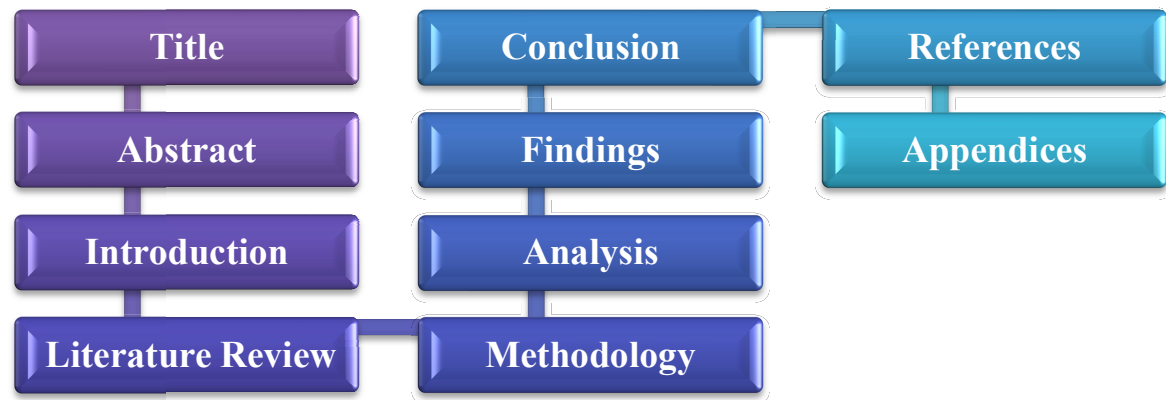 Title
Abstract
Introduction
Literature Review
Methodology
Analysis
Findings
Conclusion
References
Appendices